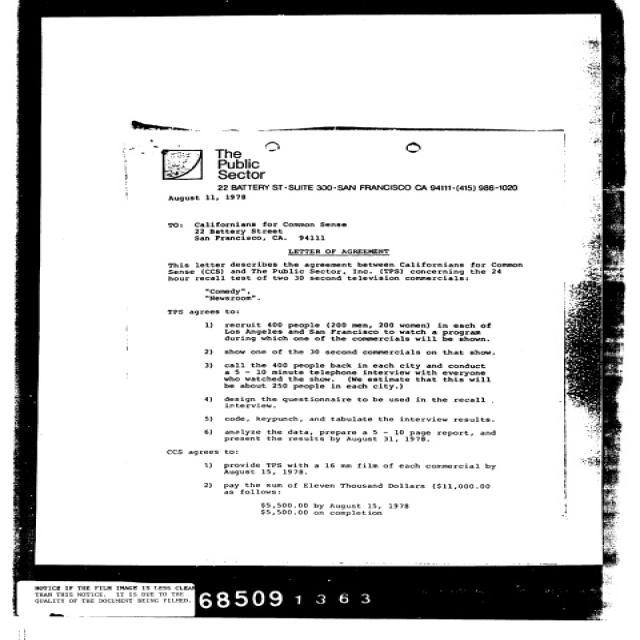 The
Public
Sector
22 BATTERY ST-SUITE 300-SAN FRANCISCO CA 94111-(415) 986-1020
August 11, 1978
TO: Californians for Common Sense
22 Battery Street
San Francisco, CA. 94111
LETTER OF AGREEMENT
This letter describes the agreement between Californians for Common
Sense (CCS) and The Public Sector, Inc. (TPS) concerning the 24
hour recall test of two 30 second television commercials:
"Comedy",
"Newsroom".
TPS agrees to:
1) recruit 400 people (200 men, 200 women) in each of
Los Angeles and San Francisco to watch a program
during which one of the commercials will be shown.
2) show one of the 30 second commercials on that show.
3) call the 400 people back in each city and conduct
a 5 - 10 minute telephone interview with everyone
who watched the show. (We estimate that this will
be about 250 people in each city.)
4) design the questionnaire to be used in the recall
interview.
5) code, keypunch, and tabulate the interview results.
6) analyze the data, prepare a 5 - 10 page report, and
present the results by August 31, 1978.
CCS agrees to:
1) provide TPS with a 16 mm film of each commercial by
August 15, 1978.
2) pay the sum of Eleven Thousand Dollars ($11,000.00
as follows:
$5,500.00 by August 15, 1978
$5,500.00 on completion
NOTICE IF THE FILM IMAGE IS LESS CLEAR
THAN THIS NOTICE. IT IS DUE TO THE
QUALITY OF THE DOCUMENT BEING FILMED.
68509 1363